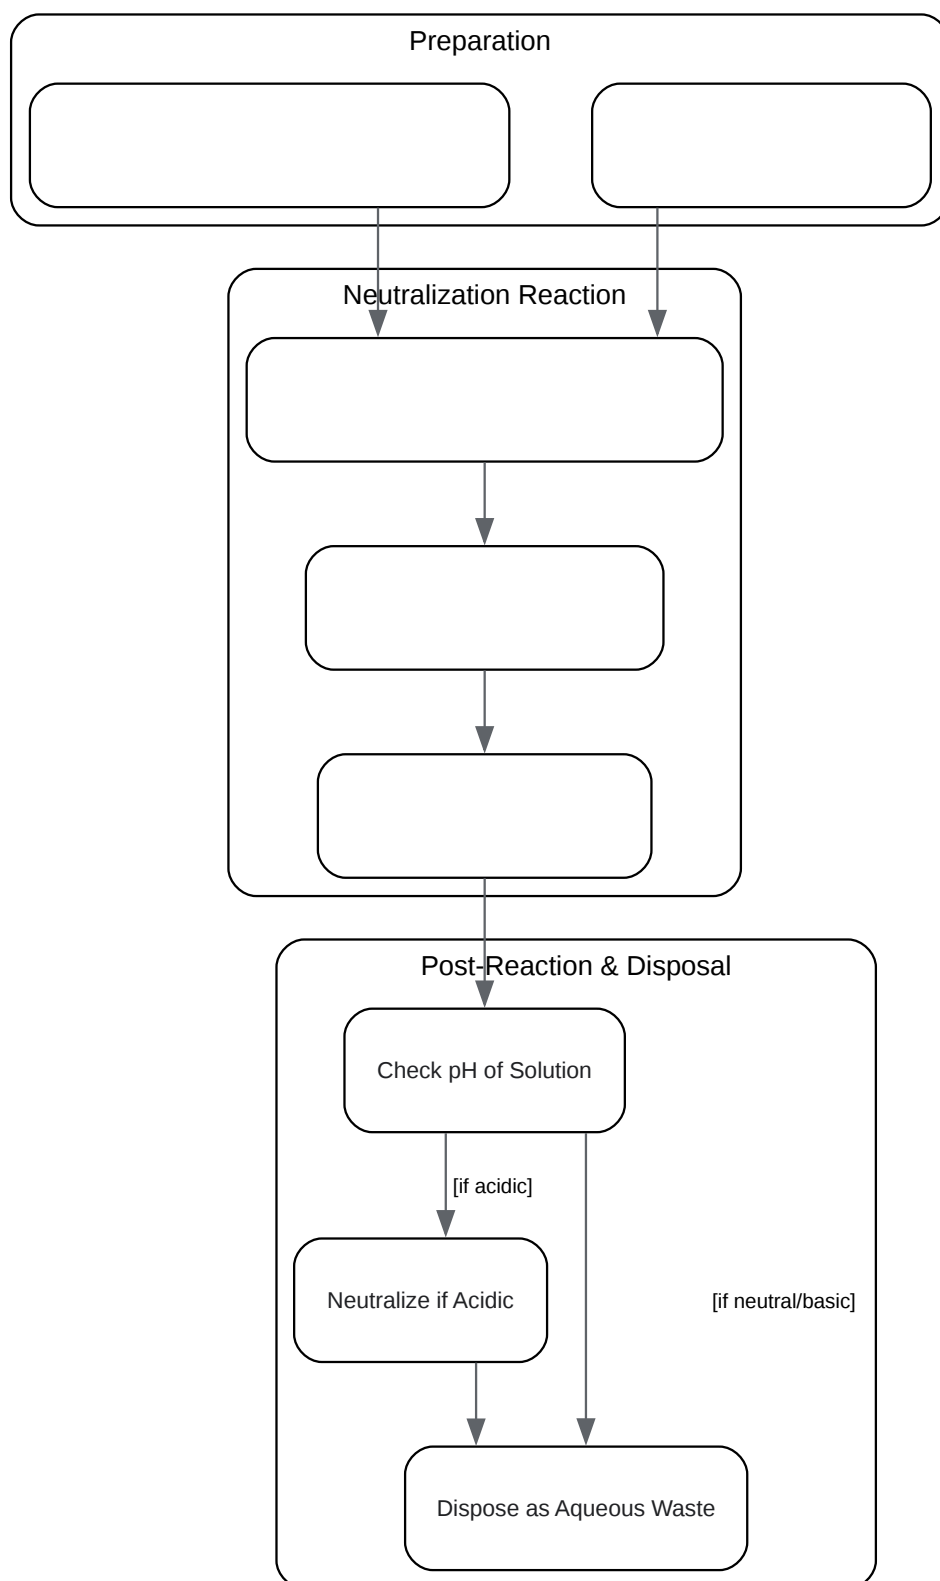 Preparation
Neutralization Reaction
Post-Reaction & Disposal
Check pH of Solution
[if acidic]
Neutralize if Acidic
[if neutral/basic]
Dispose as Aqueous Waste